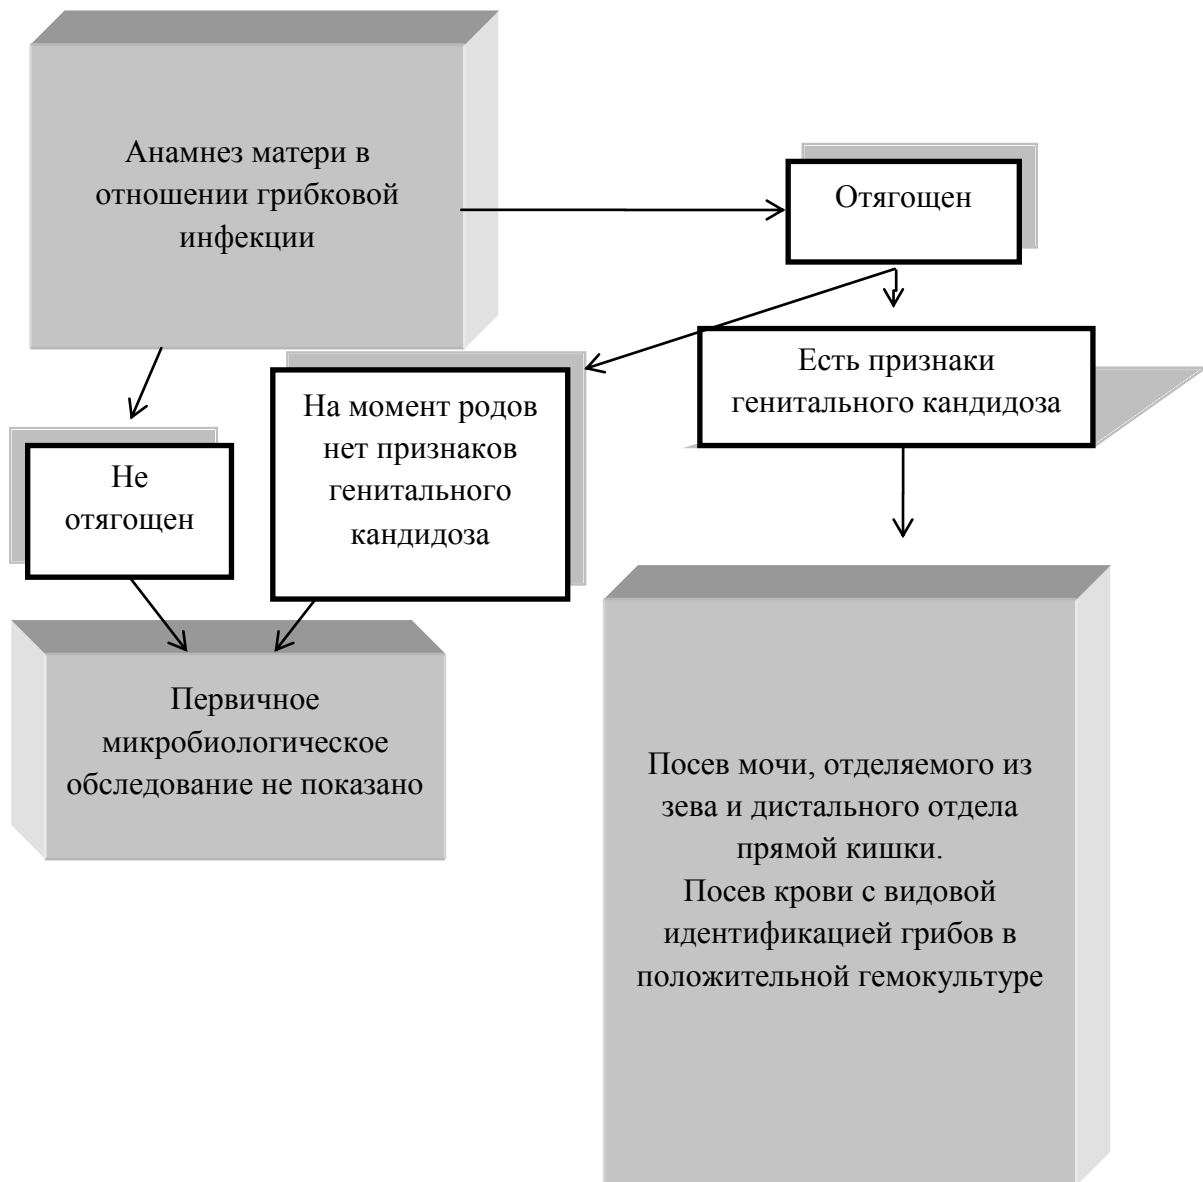 Анамнез матери в
отношении грибковой
инфекции
Отягощен
Есть признаки
генитального кандидоза
На момент родов
нет признаков
генитального
кандидоза
Не
отягощен
Первичное
микробиологическое
обследование не показано
Посев мочи, отделяемого из
зева и дистального отдела
прямой кишки.
Посев крови с видовой
идентификацией грибов в
положительной гемокультуре